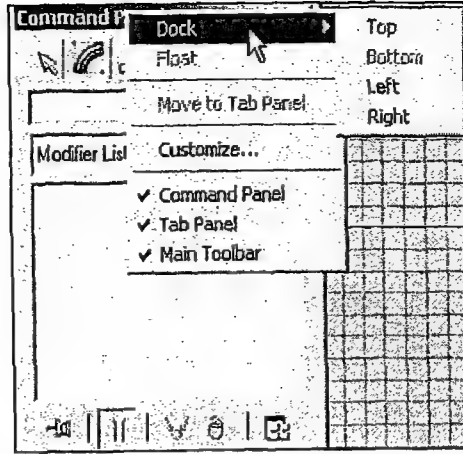 Command P
Dock
Float
Move to Tab Panel
Customize...
Command Panel
Tab Panel
Main Toolbar
Top
Bottom
Left
Right
Modifier List